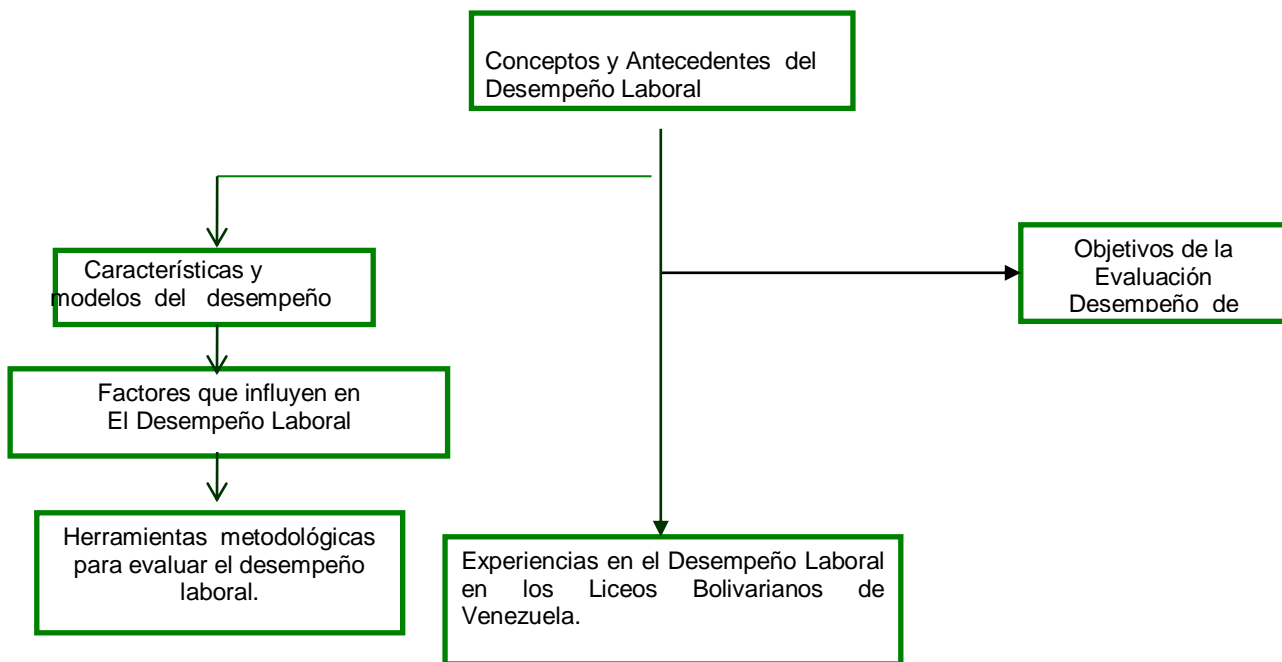 Conceptos y Antecedentes del
Desempeño Laboral
Características y
modelos del desempeño
Objetivos de la
Evaluación
Desempeño de
Factores que influyen en
El Desempeño Laboral
Herramientas metodológicas
para evaluar el desempeño
laboral.
Experiencias en el Desempeño Laboral
en los Liceos Bolivarianos de
Venezuela.